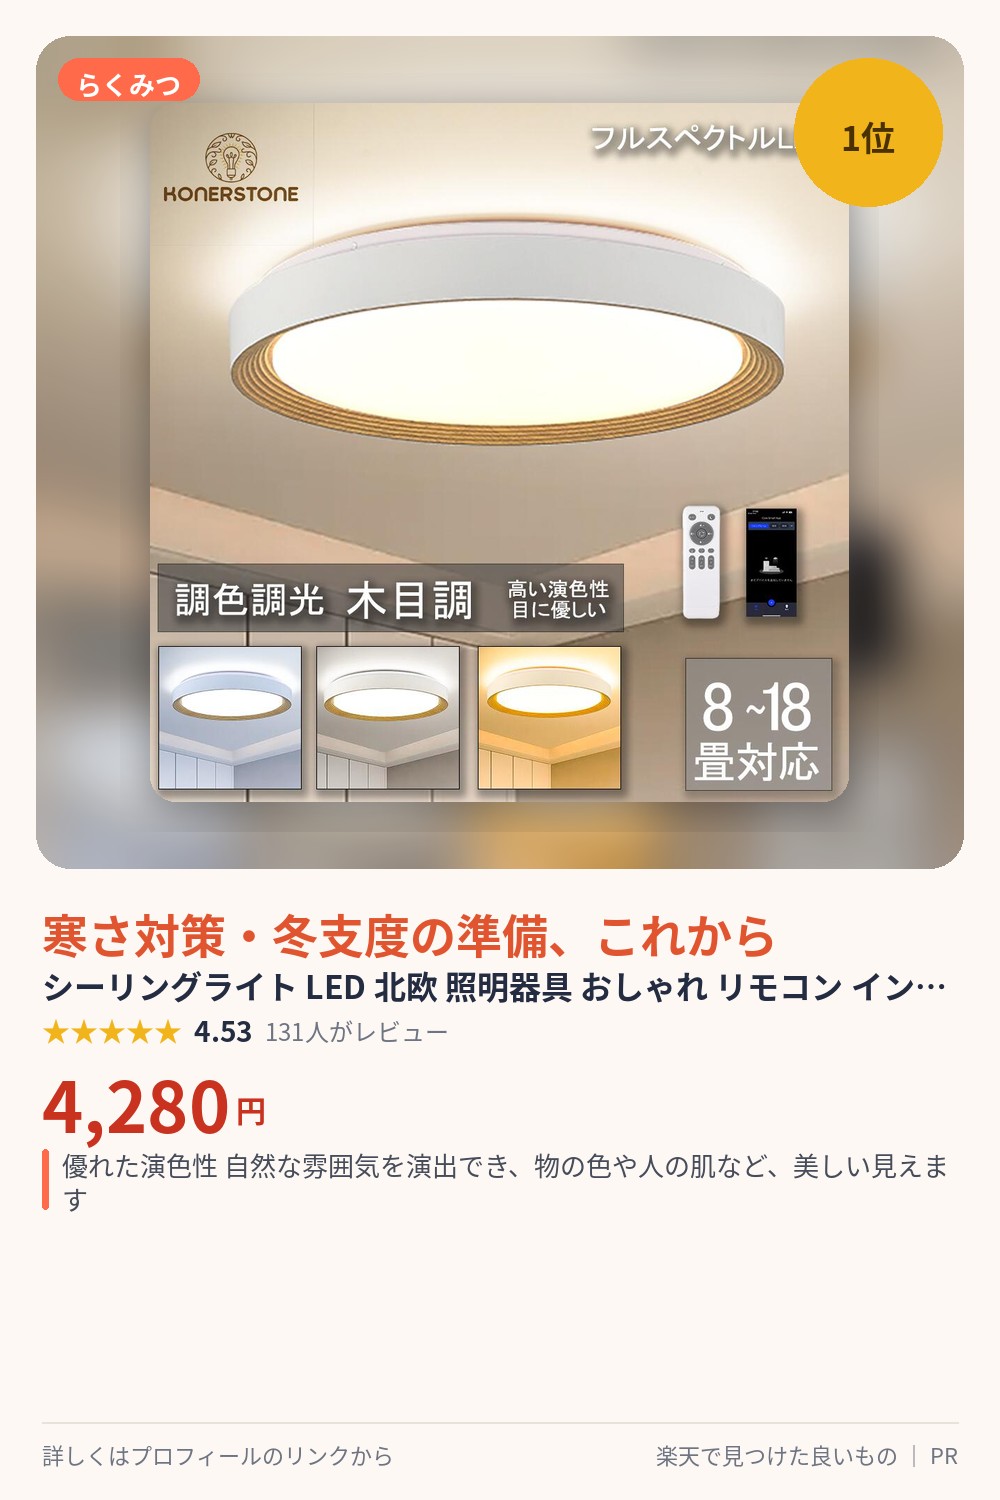 らくみつ
1位
フルスペクトルL
KONERSTONE
調色調光 木目調 高い演色性
目に優しい
8~18
畳対応
寒さ対策・冬支度の準備、これから
シーリングライト LED 北欧 照明器具 おしゃれ リモコン イン…
★★★★★ 4.53 131人がレビュー
4,280円
優れた演色性 自然な雰囲気を演出でき、物の色や人の肌など、美しい見えま
す
詳しくはプロフィールのリンクから
楽天で見つけた良いもの | PR